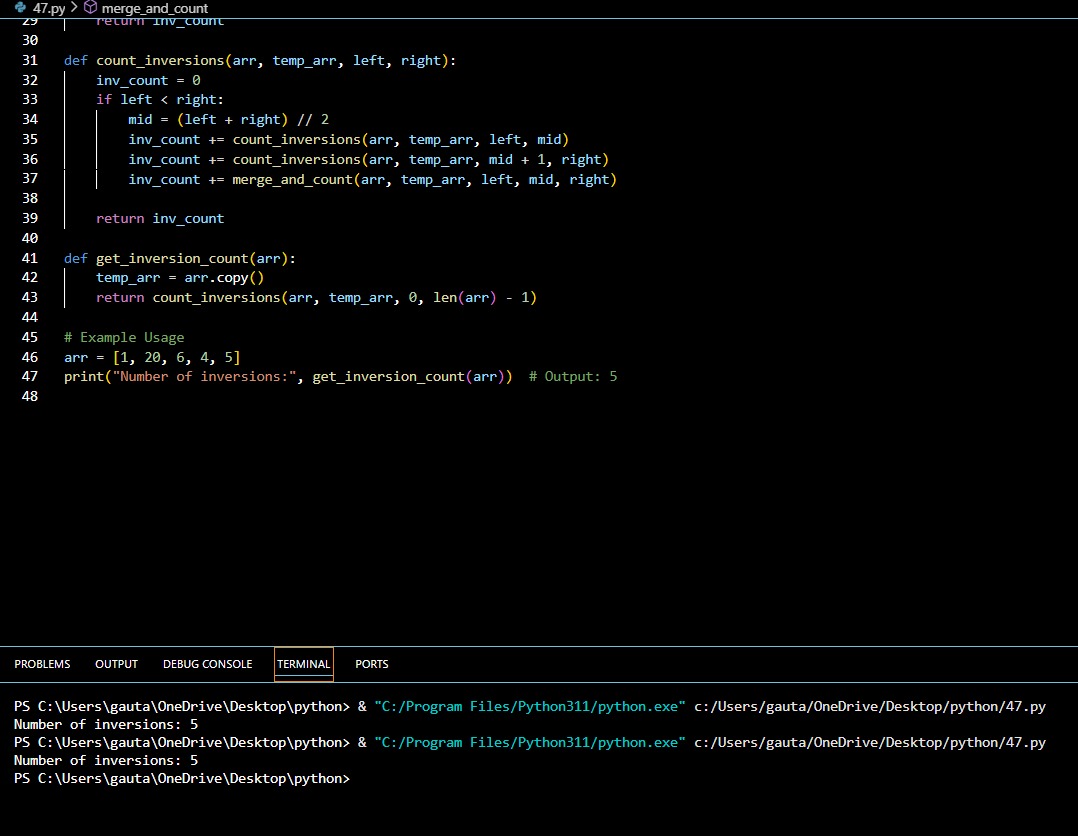 47.py > merge_and_count
29 return inv_count
30
31 def count_inversions(arr, temp_arr, left, right):
32 inv_count = 0
33 if left < right:
34 mid = (left + right) // 2
35 inv_count += count_inversions(arr, temp_arr, left, mid)
36 inv_count += count_inversions(arr, temp_arr, mid + 1, right)
37 inv_count += merge_and_count(arr, temp_arr, left, mid, right)
38
39 return inv_count
40
41 def get_inversion_count(arr):
42 temp_arr = arr.copy()
43 return count_inversions(arr, temp_arr, 0, len(arr) - 1)
44
45 # Example Usage
46 arr = [1, 20, 6, 4, 5]
47 print("Number of inversions:", get_inversion_count(arr))  # Output: 5
48
PROBLEMS OUTPUT DEBUG CONSOLE TERMINAL PORTS
PS C:\Users\gauta\OneDrive\Desktop\python> & "C:/Program Files/Python311/python.exe" c:/Users/gauta/OneDrive/Desktop/python/47.py
Number of inversions: 5
PS C:\Users\gauta\OneDrive\Desktop\python> & "C:/Program Files/Python311/python.exe" c:/Users/gauta/OneDrive/Desktop/python/47.py
Number of inversions: 5
PS C:\Users\gauta\OneDrive\Desktop\python>